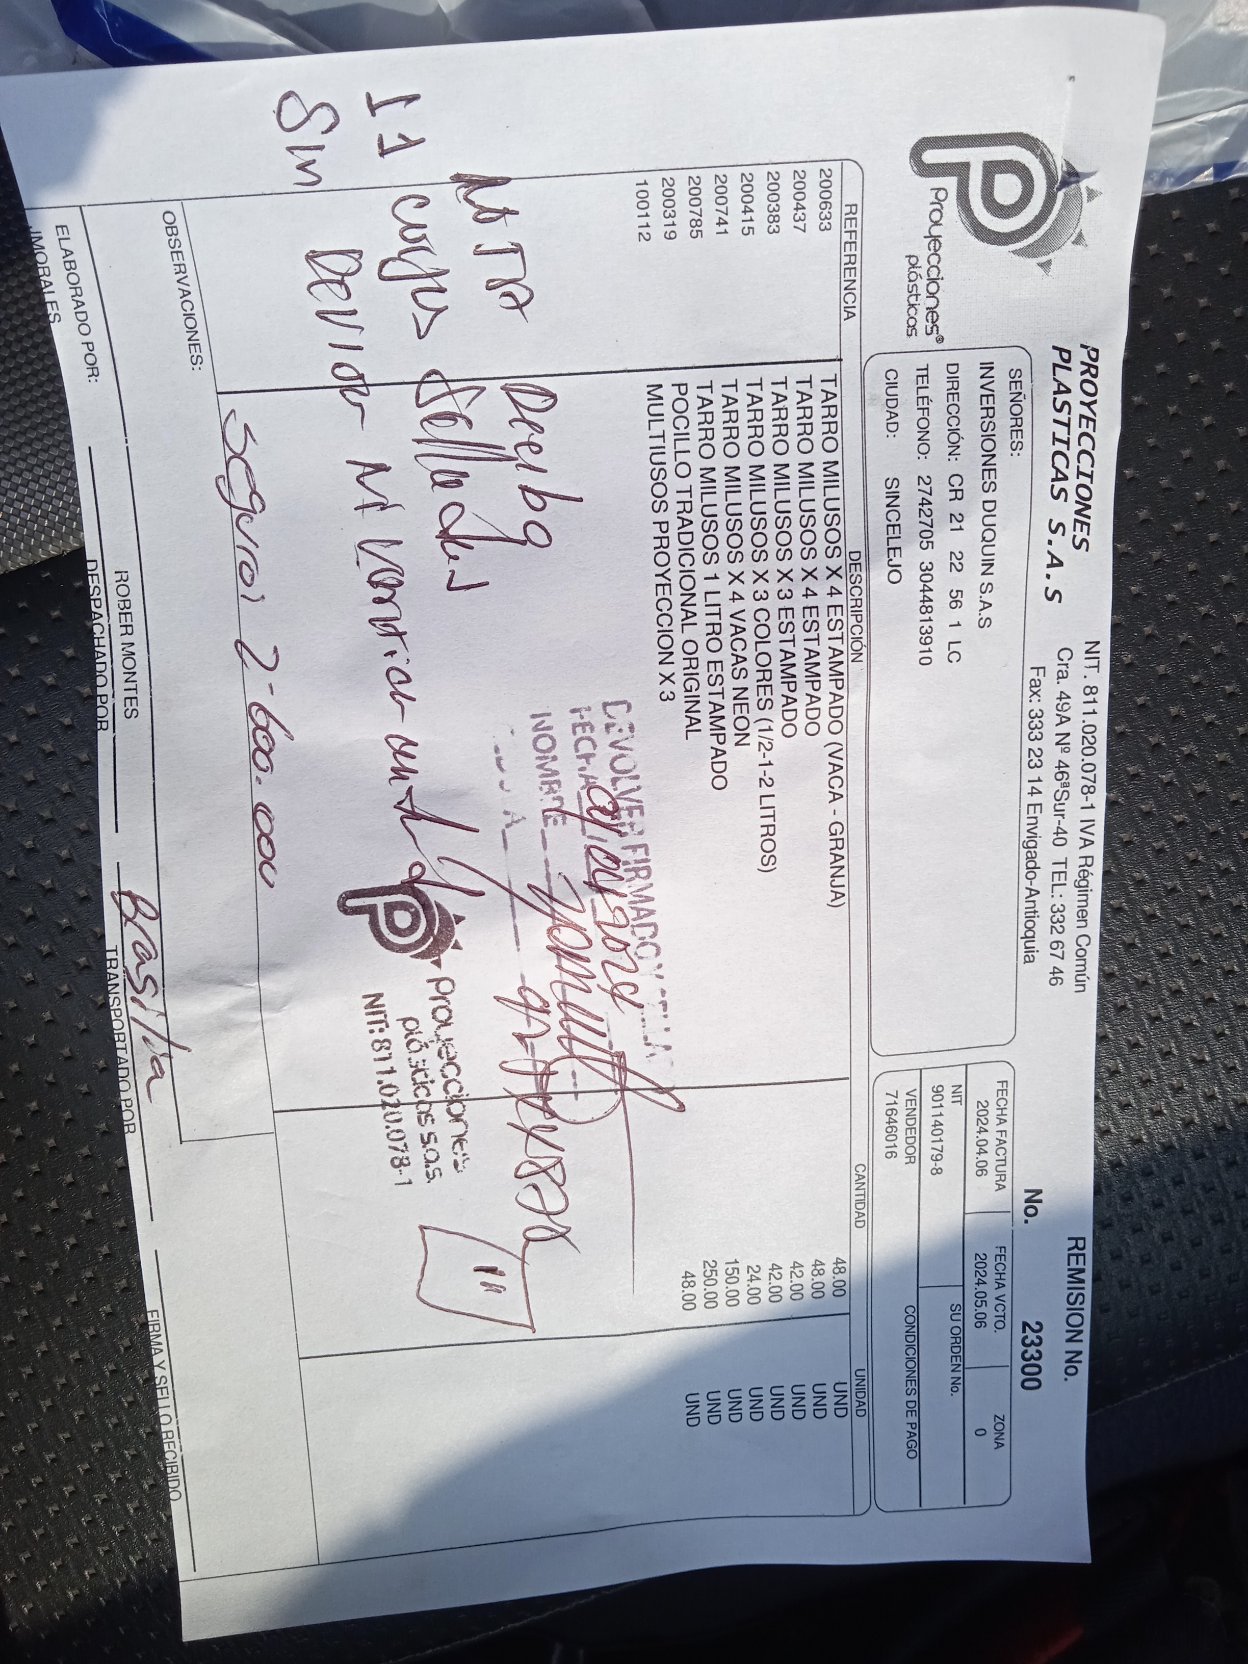 Proyecciones®
plásticas
PROYECCIONES
PLASTICAS S.A.S
NIT. 811.020.078-1 IVA Régimen Común
Cra. 49A Nº 46ªSur-40 TEL: 332 67 46
Fax: 333 23 14 Envigado-Antioquia
REMISION No.
No. 23300
SEÑORES:
INVERSIONES DUQUIN S.A.S
DIRECCIÓN: CR 21 22 56 1 LC
TELÉFONO: 2742705 3044813910
CIUDAD: SINCELEJO
FECHA FACTURA FECHA VCTO. ZONA
2024.04.06 2024.05.06 0
NIT SU ORDEN No.
901140179-8
VENDEDOR CONDICIONES DE PAGO
71646016
REFERENCIA DESCRIPCIÓN CANTIDAD UNIDAD
200633 TARRO MILUSOS X 4 ESTAMPADO (VACA - GRANJA) 48.00 UND
200437 TARRO MILUSOS X 4 ESTAMPADO 48.00 UND
200383 TARRO MILUSOS X 3 ESTAMPADO 42.00 UND
200415 TARRO MILUSOS X 3 COLORES (1/2-1-2 LITROS) 42.00 UND
200741 TARRO MILUSOS X 4 VACAS NEON 24.00 UND
200785 TARRO MILUSOS 1 LITRO ESTAMPADO 150.00 UND
200319 POCILLO TRADICIONAL ORIGINAL 250.00 UND
100112 MULTIUSOS PROYECCION X 3 48.00 UND
DEVOLVER FIRMADO Y
FECHA
NOMBRE
NOTA Reciba
11 cajas Selladas
Sin
Proyecciones
plásticas s.a.s.
NIT: 811.020.078-1
11
OBSERVACIONES: Seguro: 2-600.000
ROBER MONTES Brasilia
ELABORADO POR: DESPACHADO POR TRANSPORTADO POR FIRMA Y SELLO RECIBIDO
JMORALES